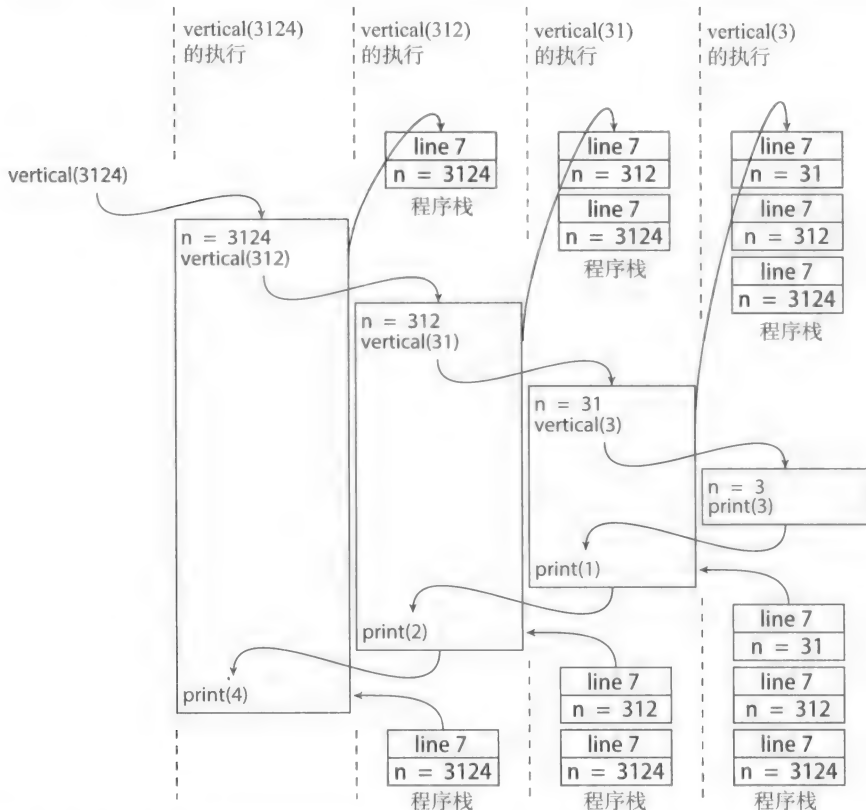 vertical(3124)
的执行
vertical(312)
的执行
vertical(31)
的执行
vertical(3)
的执行
line 7
n = 3124
程序栈
line 7
n = 312
line 7
n = 3124
程序栈
line 7
n = 31
line 7
n = 312
line 7
n = 3124
程序栈
vertical(3124)
n = 3124
vertical(312)
n = 312
vertical(31)
n = 31
vertical(3)
n = 3
print(3)
print(1)
print(2)
print(4)
line 7
n = 3124
程序栈
line 7
n = 312
line 7
n = 3124
程序栈
line 7
n = 31
line 7
n = 312
line 7
n = 3124
程序栈